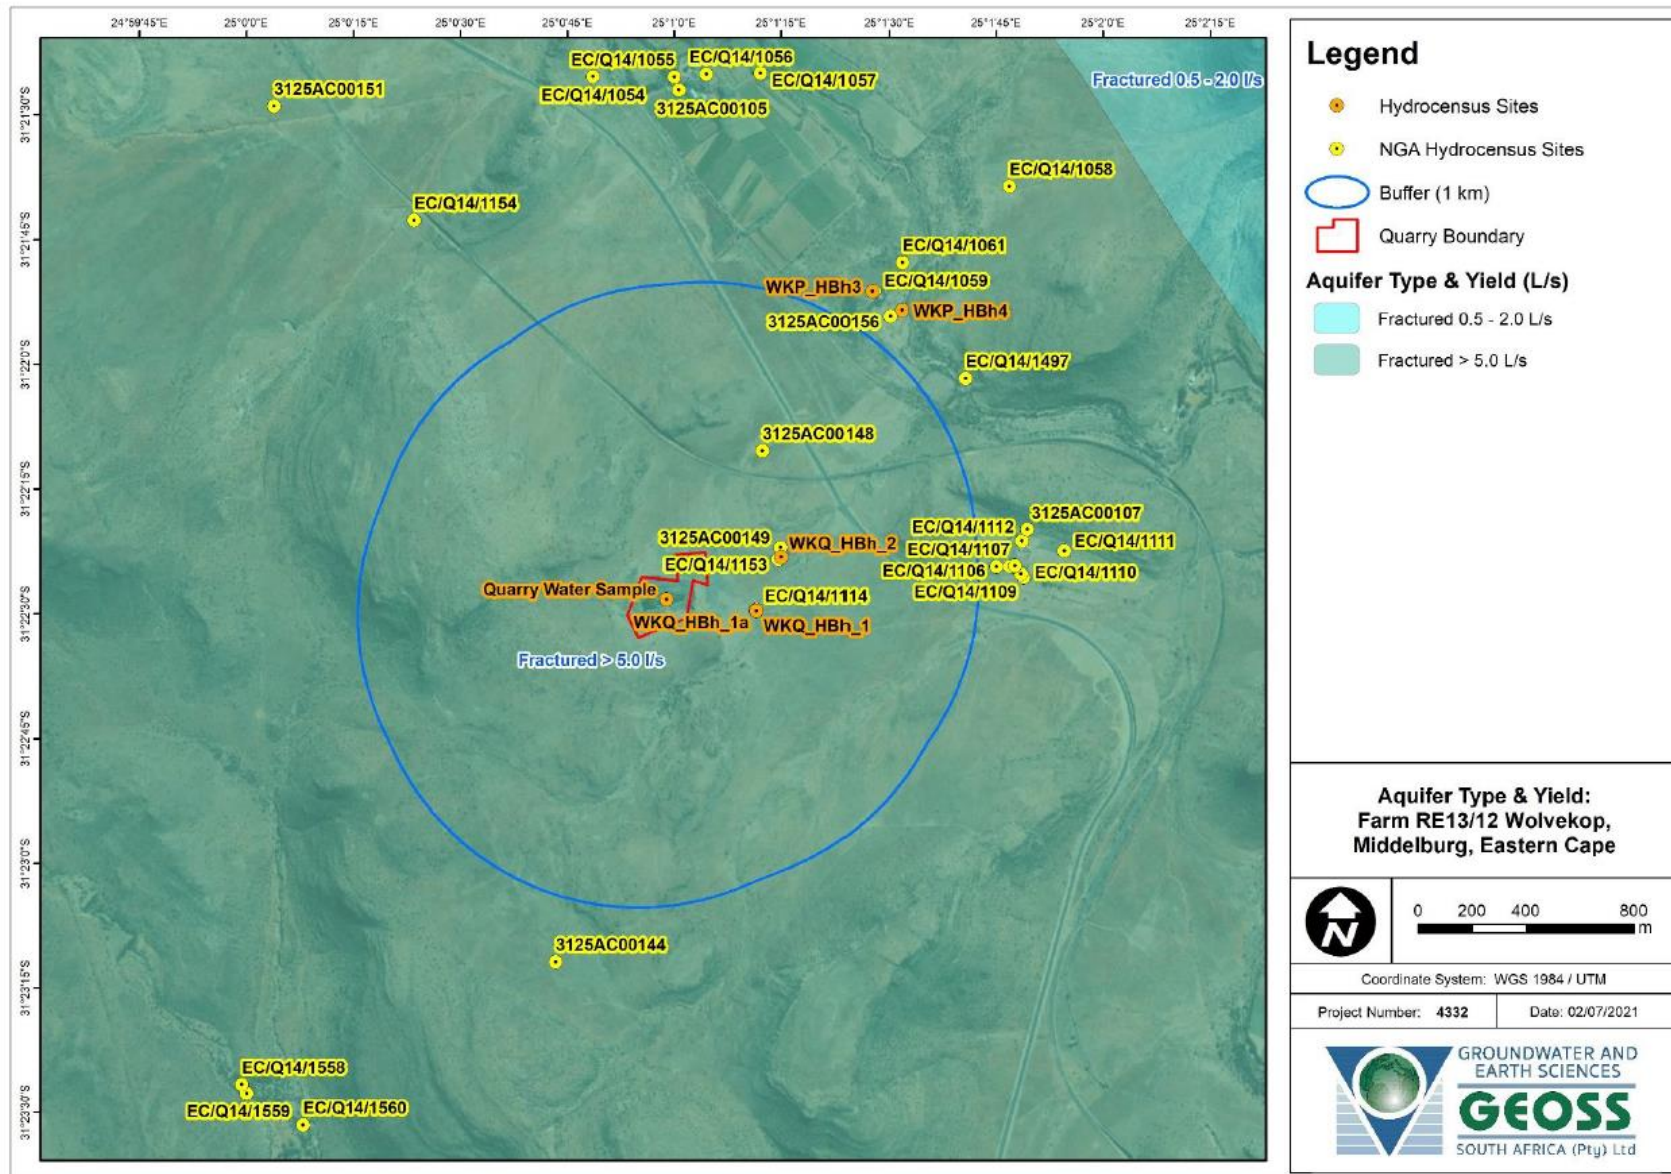 24°59'45"E 25°0'0"E 25°0'15"E 25°0'30"E 25°0'45"E 25°1'0"E 25°1'15"E 25°1'30"E 25°1'45"E 25°2'0"E 25°2'15"E
31°21'30"S
31°21'45"S
31°22'0"S
31°22'15"S
31°22'30"S
31°22'45"S
31°23'0"S
31°23'15"S
31°23'30"S
EC/Q14/1055
EC/Q14/1056
Fractured 0.5 - 2.0 l/s
EC/Q14/1057
3125AC00151
EC/Q14/1054
3125AC00105
EC/Q14/1058
EC/Q14/1154
EC/Q14/1061
EC/Q14/1059
WKP_HBh3
WKP_HBh4
3125AC00156
EC/Q14/1497
3125AC00148
3125AC00107
EC/Q14/1112
3125AC00149
WKQ_HBh_2
EC/Q14/1111
EC/Q14/1107
EC/Q14/1153
EC/Q14/1106
EC/Q14/1110
EC/Q14/1109
Quarry Water Sample
EC/Q14/1114
WKQ_HBh_1a
WKQ_HBh_1
Fractured > 5.0 l/s
3125AC00144
EC/Q14/1558
EC/Q14/1559
EC/Q14/1560
Legend
Hydrocensus Sites
NGA Hydrocensus Sites
Buffer (1 km)
Quarry Boundary
Aquifer Type & Yield (L/s)
Fractured 0.5 - 2.0 L/s
Fractured > 5.0 L/s
Aquifer Type & Yield:
Farm RE13/12 Wolvekop,
Middelburg, Eastern Cape
N
0 200 400 800
m
Coordinate System: WGS 1984 / UTM
Project Number: 4332
Date: 02/07/2021
GROUNDWATER AND
EARTH SCIENCES
GEOSS
SOUTH AFRICA (Pty) Ltd